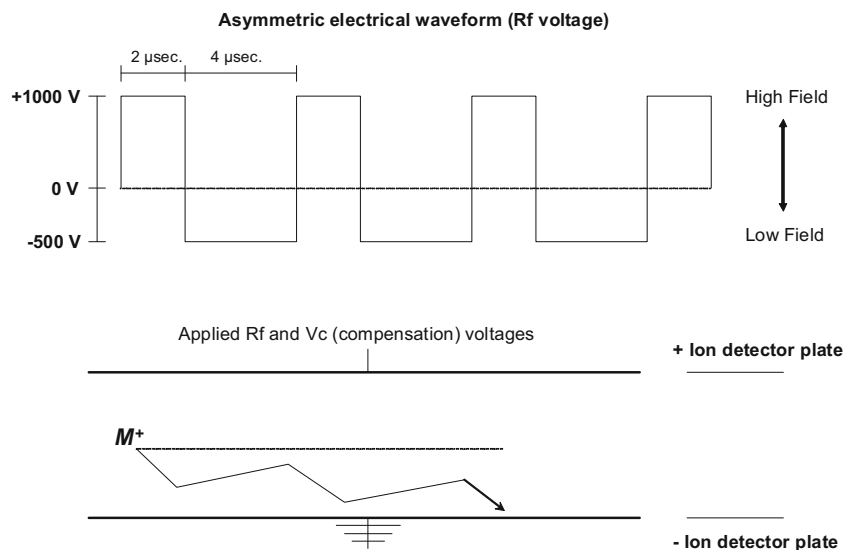 Asymmetric electrical waveform (Rf voltage)
2 µsec.
4 µsec.
+1000 V
High Field
0 V
-500 V
Low Field
Applied Rf and Vc (compensation) voltages
+ Ion detector plate
M+
- Ion detector plate